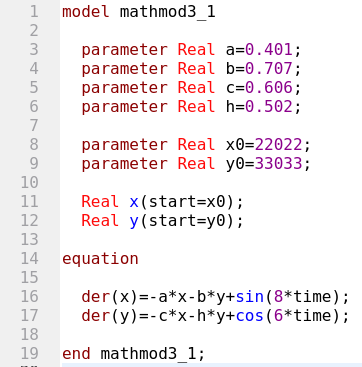 1 model mathmod3_1
2
3 parameter Real a=0.401;
4 parameter Real b=0.707;
5 parameter Real c=0.606;
6 parameter Real h=0.502;
7
8 parameter Real x0=22022;
9 parameter Real y0=33033;
10
11 Real x(start=x0);
12 Real y(start=y0);
13
14 equation
15
16 der(x)=-a*x-b*y+sin(8*time);
17 der(y)=-c*x-h*y+cos(6*time);
18
19 end mathmod3_1;